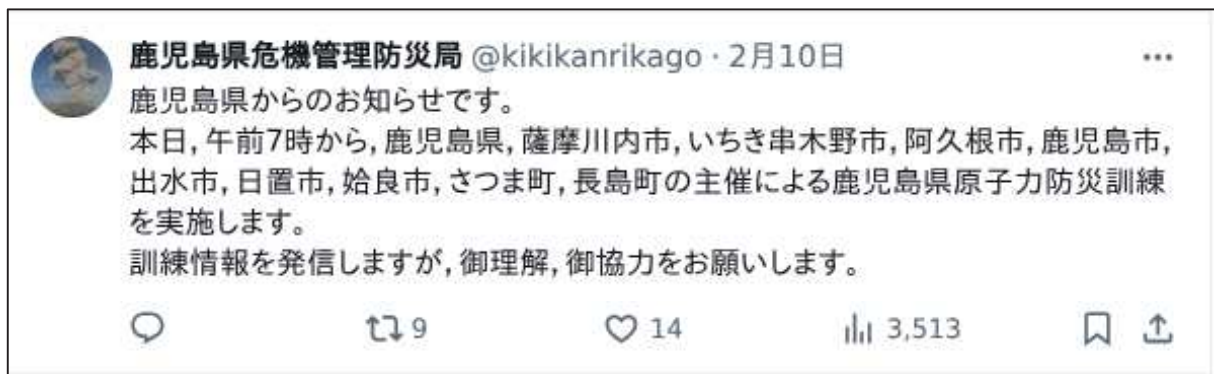 鹿児島県危機管理防災局 @kikikanrikago · 2月10日
鹿児島県からのお知らせです。
本日,午前7時から,鹿児島県,薩摩川内市,いちき串木野市,阿久根市,鹿児島市,
出水市,日置市,姶良市,さつま町,長島町の主催による鹿児島県原子力防災訓練
を実施します。
訓練情報を発信しますが,御理解,御協力をお願いします。
9 14 3,513